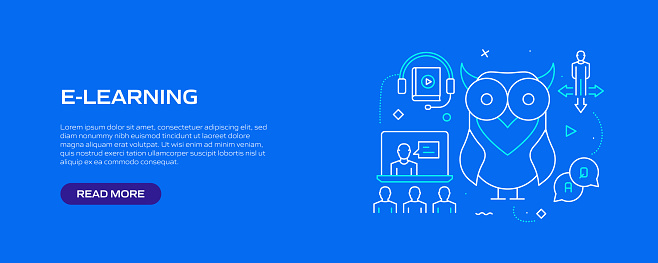 E-LEARNING
Lorem ipsum dolor sit amet, consectetuer adipiscing elit,
sed diam nonummy nibh euismod tincidunt ut laoreet dolore
magna aliquam erat volutpat. Ut wisi enim ad minim veniam,
quis nostrud exerci tation ullamcorper suscipit lobortis nisl ut
aliquip ex ea commodo consequat.
READ MORE
Q
A